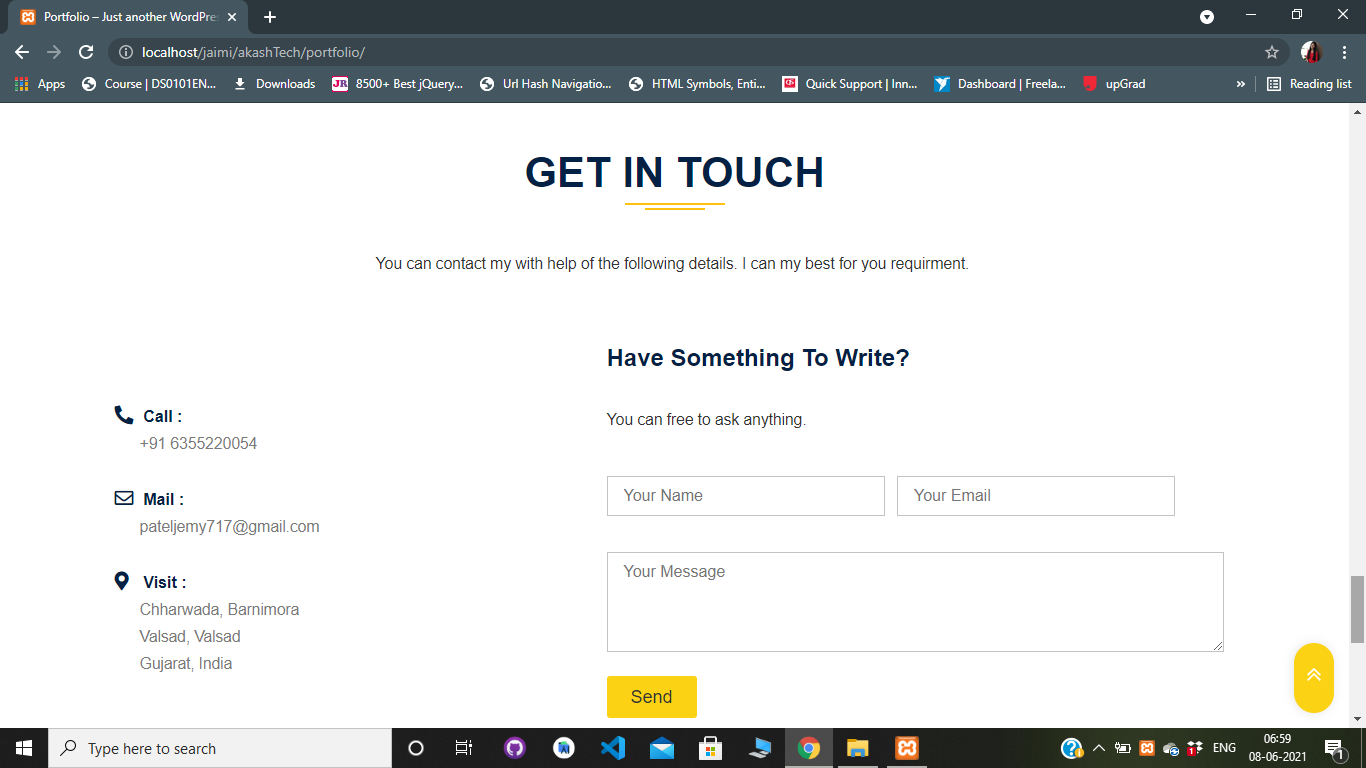 Portfolio – Just another WordPre
localhost/jaimi/akashTech/portfolio/
Apps
Course | DS0101EN...
Downloads
JR
8500+ Best jQuery...
Url Hash Navigatio...
HTML Symbols, Enti...
Quick Support | Inn...
Dashboard | Freela...
upGrad
»
Reading list
GET IN TOUCH
You can contact my with help of the following details. I can my best for you requirment.
Have Something To Write?
Call :
You can free to ask anything.
+91 6355220054
Mail :
Your Name
Your Email
pateljemy717@gmail.com
Your Message
Visit :
Chharwada, Barnimora
Valsad, Valsad
Gujarat, India
Send
Type here to search
ENG
06:59
08-06-2021
1